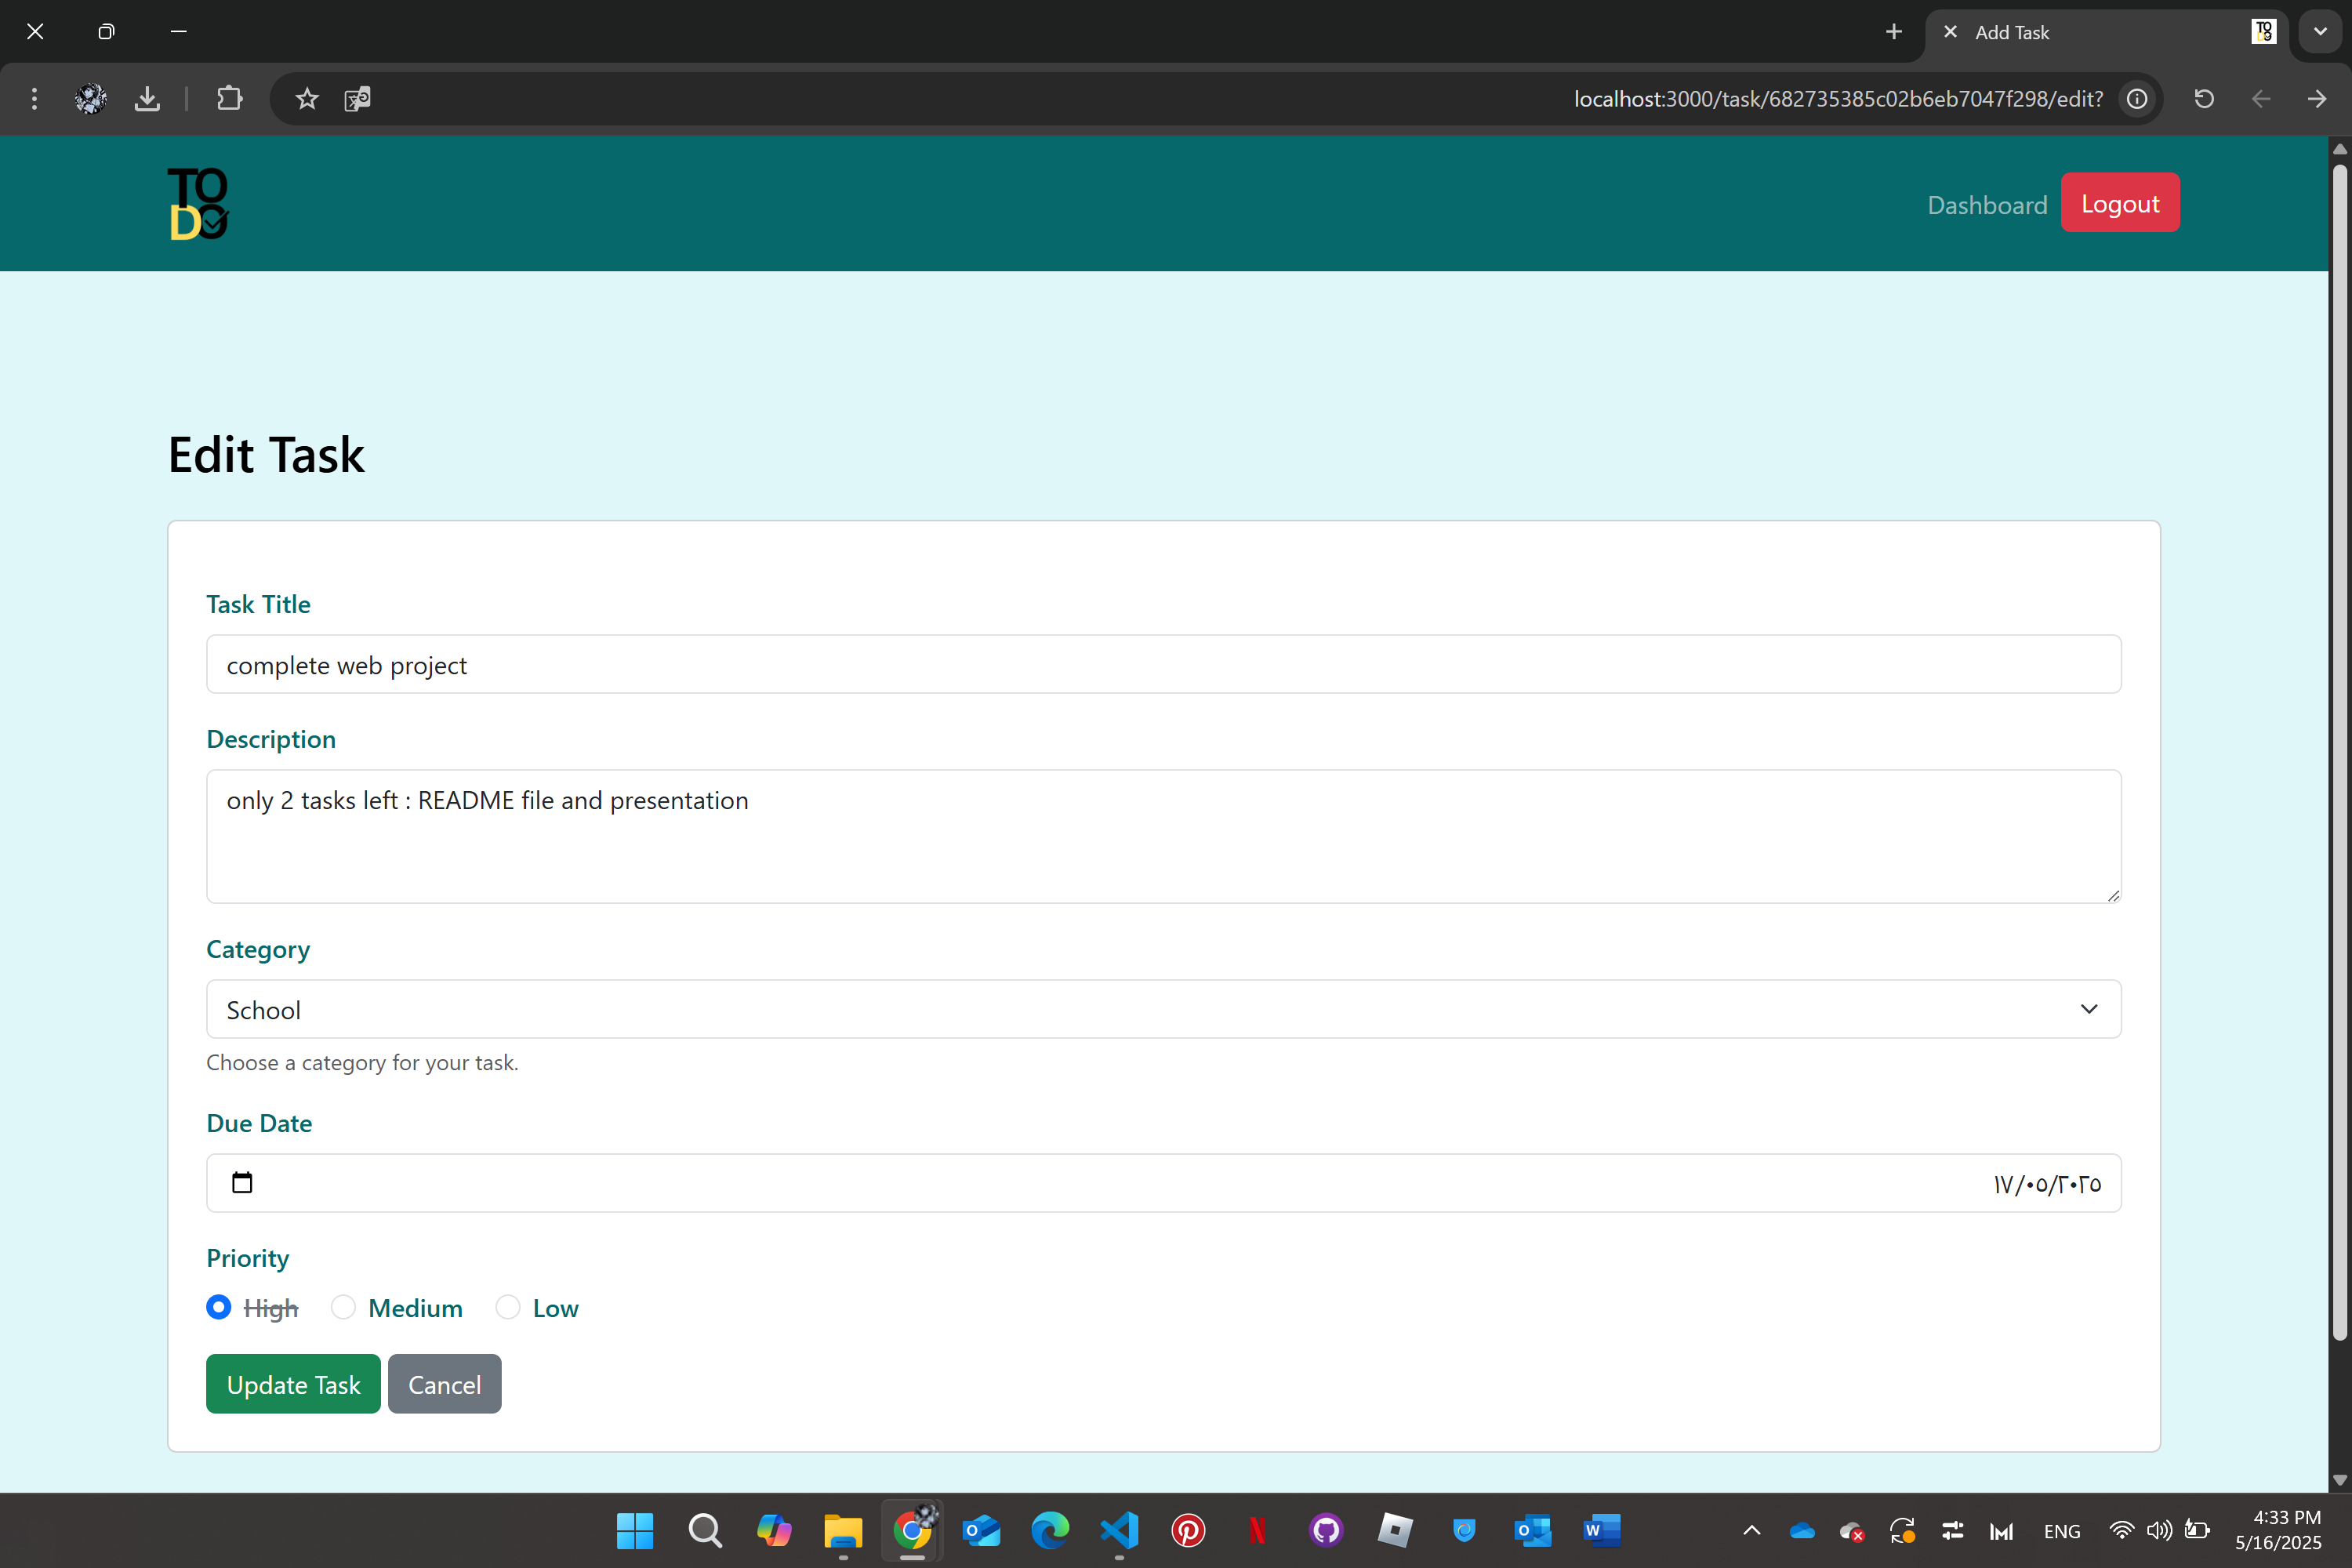 Add Task
TO
DO
localhost:3000/task/682735385c02b6eb7047f298/edit?
TO
DO
Dashboard
Logout
Edit Task
Task Title
complete web project
Description
only 2 tasks left : README file and presentation
Category
School
Choose a category for your task.
Due Date
١٧/٠٥/٢٠٢٥
Priority
High
Medium
Low
Update Task
Cancel
ENG
4:33 PM
5/16/2025